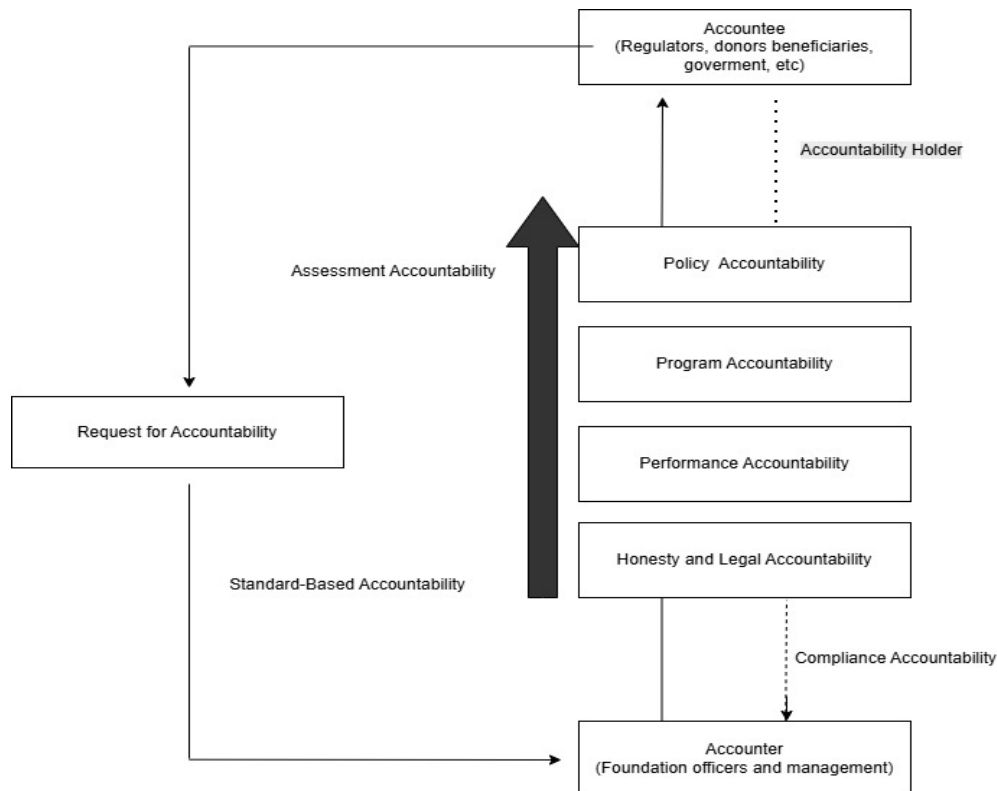 Accountee
(Regulators, donors beneficiaries,
goverment, etc)
Accountability Holder
Policy Accountability
Assessment Accountability
Program Accountability
Request for Accountability
Performance Accountability
Honesty and Legal Accountability
Standard-Based Accountability
Compliance Accountability
Accounter
(Foundation officers and management)